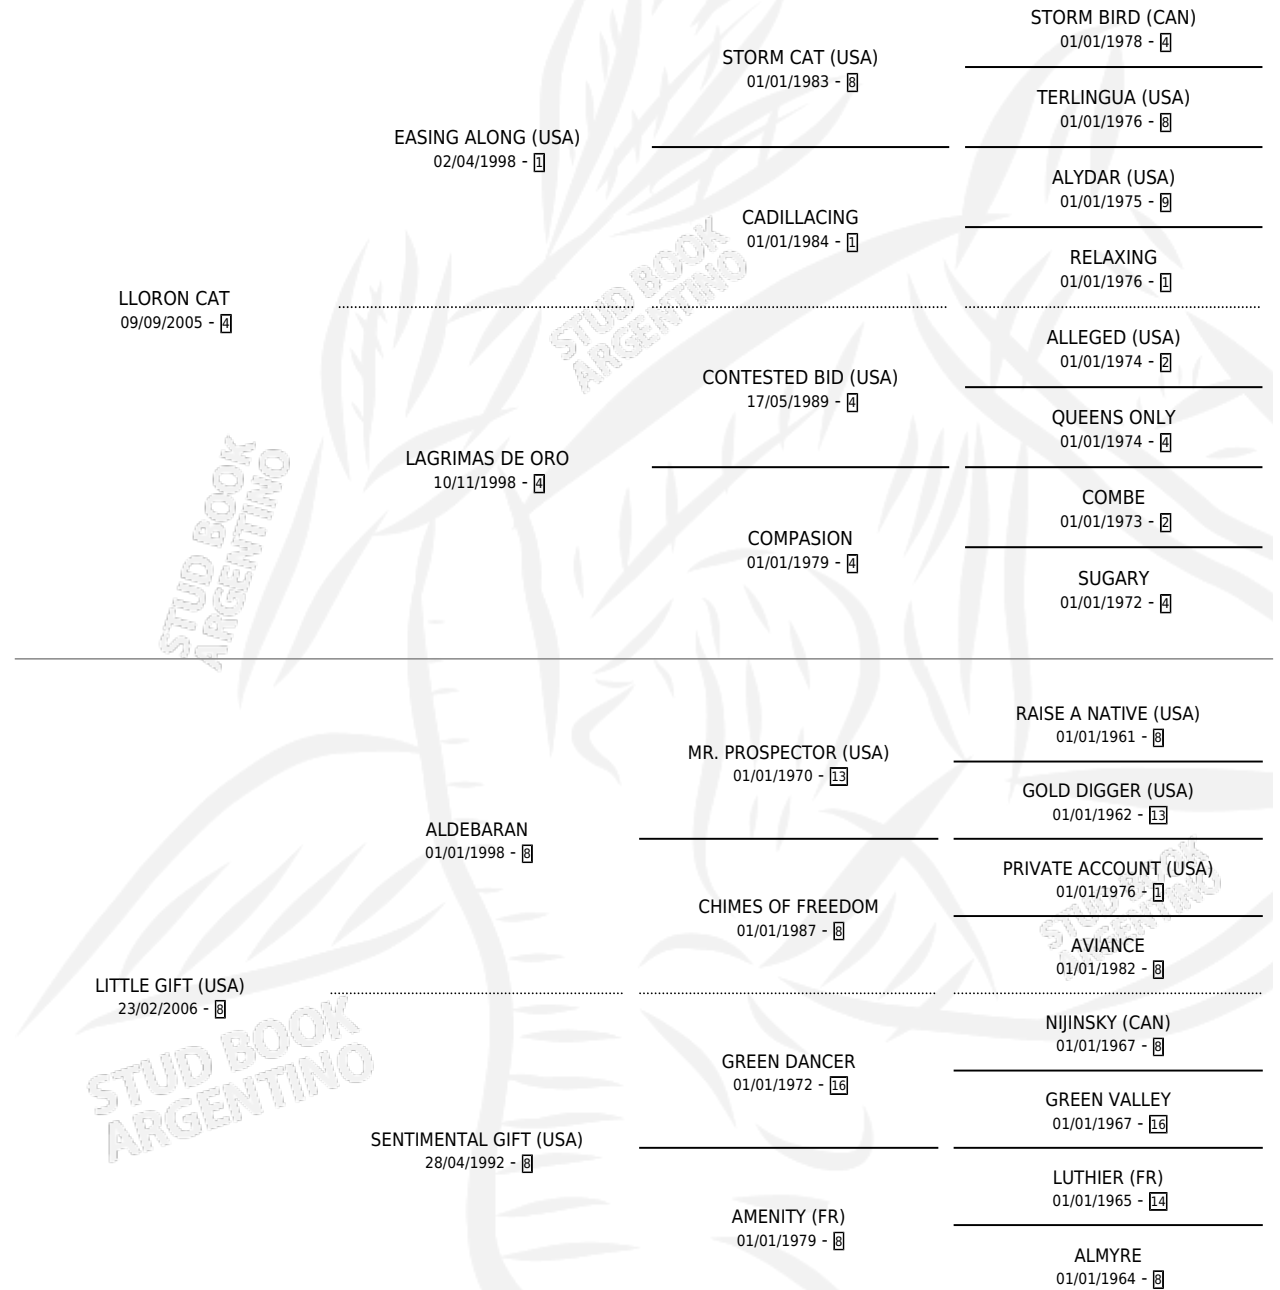 STORM BIRD (CAN)
01/01/1978 - 4
STORM CAT (USA)
01/01/1983 - 8
TERLINGUA (USA)
01/01/1976 - 8
EASING ALONG (USA)
02/04/1998 - 1
ALYDAR (USA)
01/01/1975 - 9
CADILLACING
01/01/1984 - 1
RELAXING
01/01/1976 - 1
LLORON CAT
09/09/2005 - 4
ALLEGED (USA)
01/01/1974 - 2
CONTESTED BID (USA)
17/05/1989 - 4
QUEENS ONLY
01/01/1974 - 4
LAGRIMAS DE ORO
10/11/1998 - 4
COMBE
01/01/1973 - 2
COMPASION
01/01/1979 - 4
SUGARY
01/01/1972 - 4
RAISE A NATIVE (USA)
01/01/1961 - 8
MR. PROSPECTOR (USA)
01/01/1970 - 13
GOLD DIGGER (USA)
01/01/1962 - 13
ALDEBARAN
01/01/1998 - 8
PRIVATE ACCOUNT (USA)
01/01/1976 - 1
CHIMES OF FREEDOM
01/01/1987 - 8
AVIANCE
01/01/1982 - 8
LITTLE GIFT (USA)
23/02/2006 - 8
NIJINSKY (CAN)
01/01/1967 - 8
GREEN DANCER
01/01/1972 - 16
GREEN VALLEY
01/01/1967 - 16
SENTIMENTAL GIFT (USA)
28/04/1992 - 8
LUTHIER (FR)
01/01/1965 - 14
AMENITY (FR)
01/01/1979 - 8
ALMYRE
01/01/1964 - 8
STUD BOOK
ARGENTINO
STUD BOOK
ARGENTINO
STUD BOOK
ARGENTINO
STUD BOOK
ARGENTINO